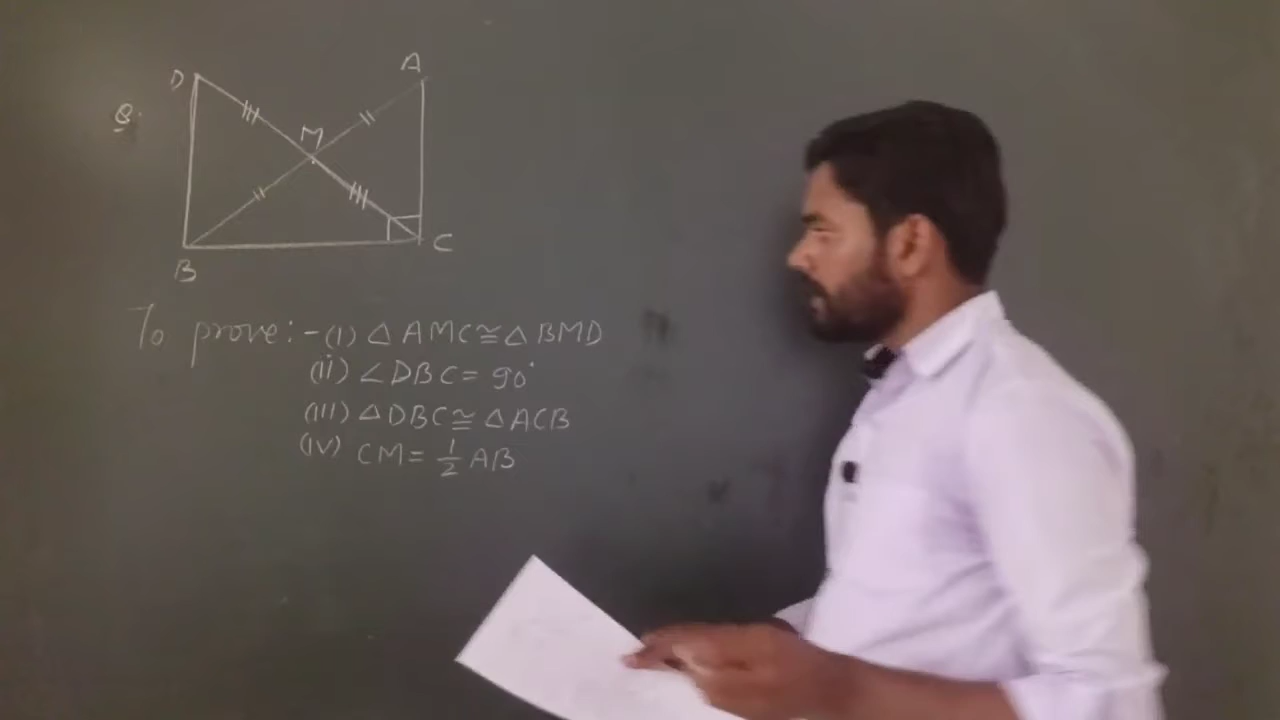 D
A
Q.
M
C
B
To prove:- (i) △ AMC ≅ △ BMD
(ii) ∠DBC = 90°
(iii) △ DBC ≅ △ ACB
(iv) CM = 1/2 AB